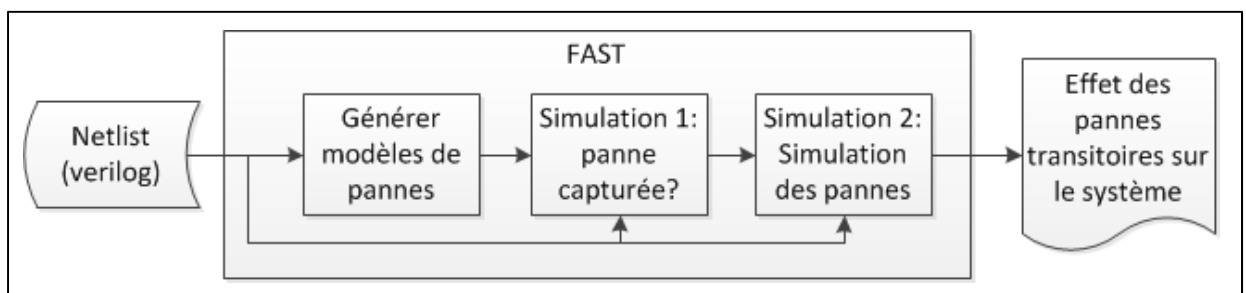 FAST
Netlist
(verilog)
Générer
modèles de
pannes
Simulation 1:
panne
capturée?
Simulation 2:
Simulation
des pannes
Effet des
pannes
transitoires sur
le système